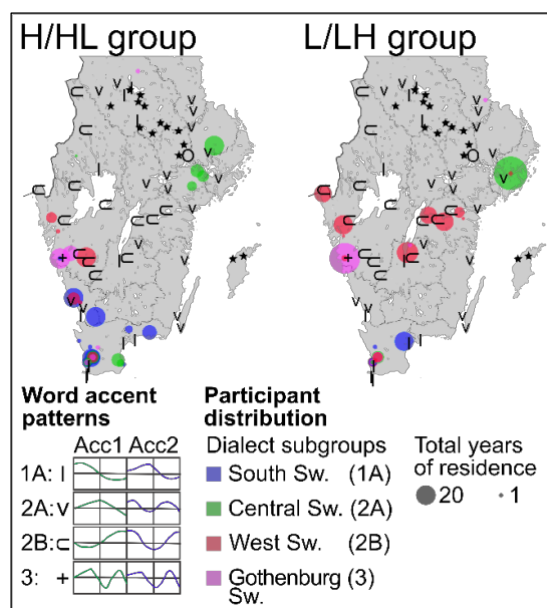 H/HL group
L/LH group
Word accent
patterns
Acc1 Acc2
1A: I
2A: v
2B: ⊂
3: +
Participant
distribution
Dialect subgroups
South Sw. (1A)
Central Sw. (2A)
West Sw. (2B)
Gothenburg (3)
Sw.
Total years
of residence
20 1